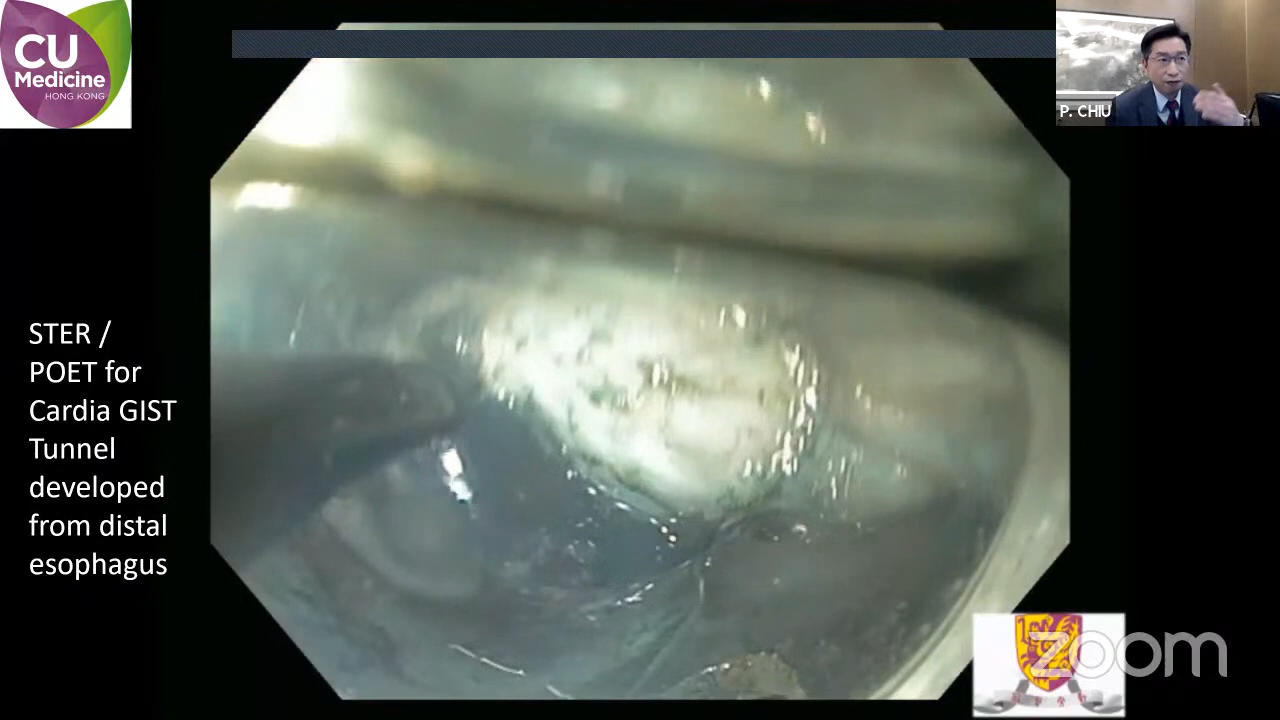 CU
Medicine
HONG KONG
P. CHIU
STER /
POET for
Cardia GIST
Tunnel
developed
from distal
esophagus
zoom